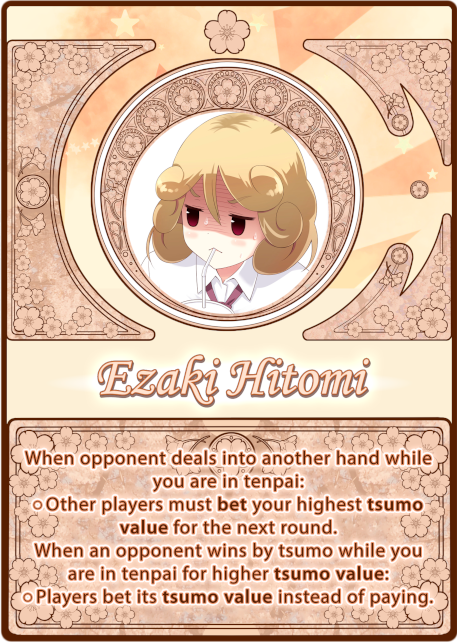 Ezaki Hitomi
When opponent deals into another hand while
you are in tenpai:
○Other players must bet your highest tsumo
value for the next round.
When an opponent wins by tsumo while you
are in tenpai for higher tsumo value:
○Players bet its tsumo value instead of paying.